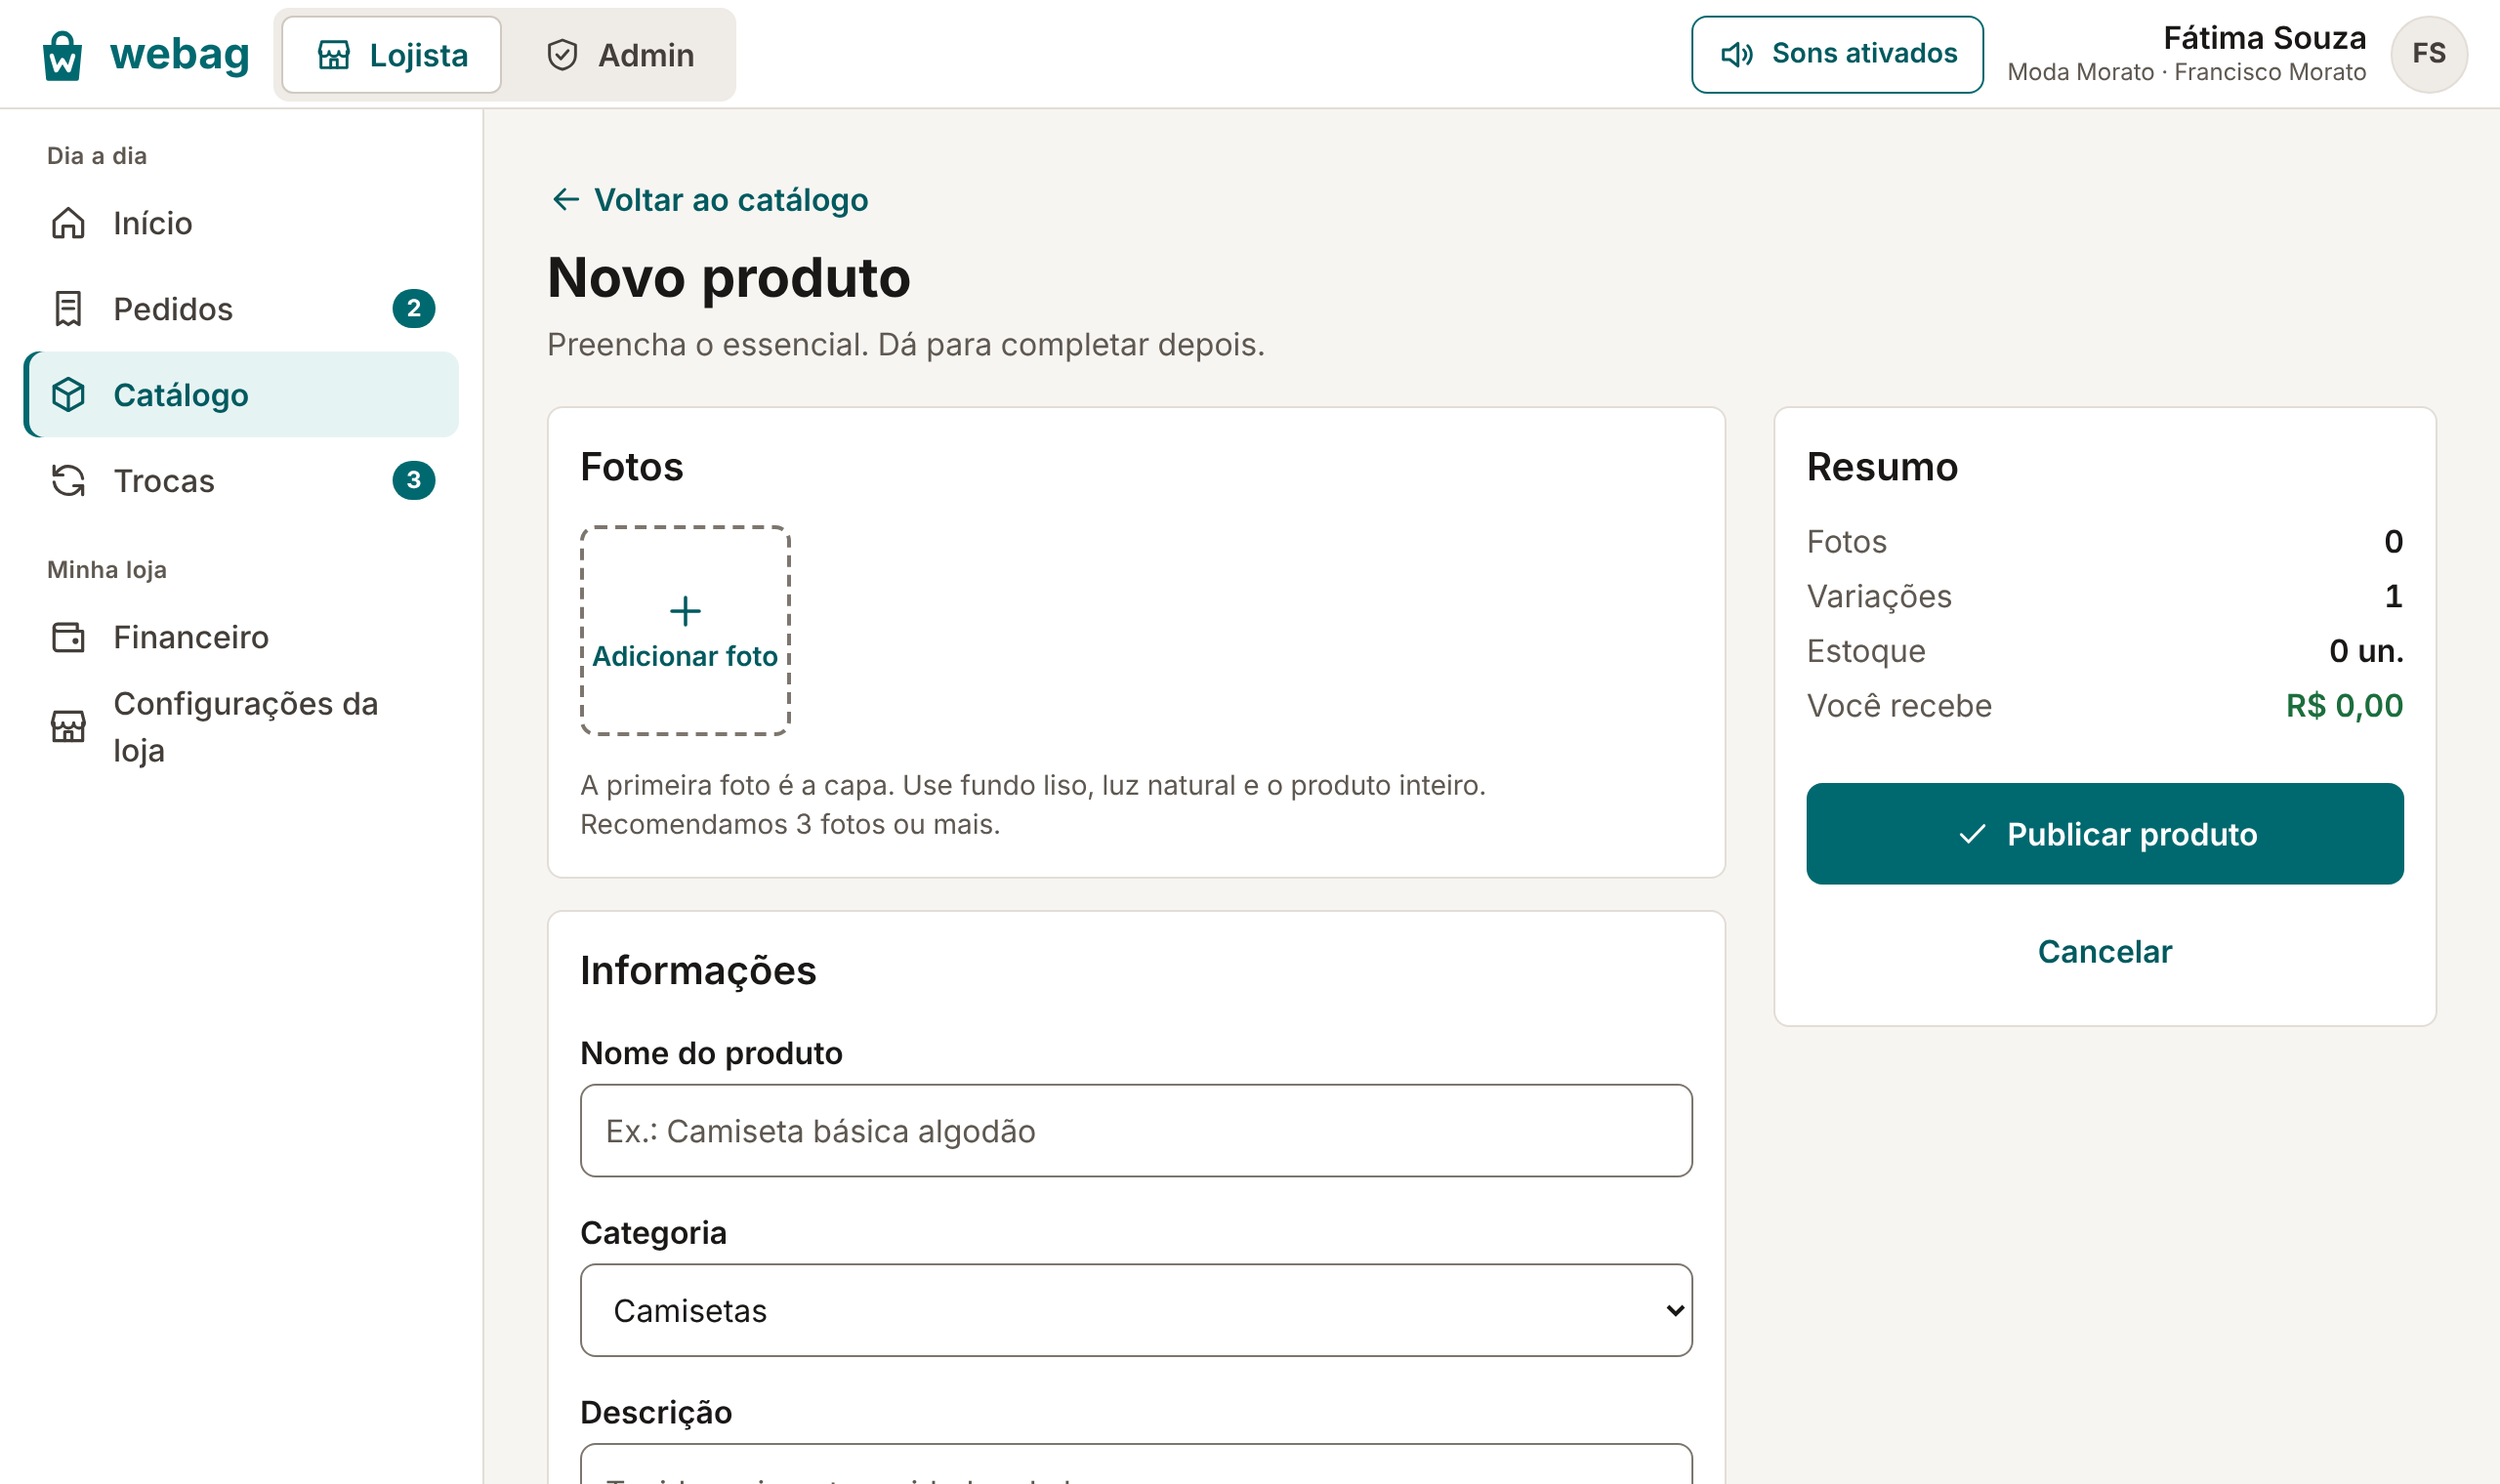 webag
Lojista
Admin
Sons ativados
Fátima Souza
Moda Morato · Francisco Morato
FS
Dia a dia
Início
Pedidos
2
Catálogo
Trocas
3
Minha loja
Financeiro
Configurações da
loja
Voltar ao catálogo
Novo produto
Preencha o essencial. Dá para completar depois.
Fotos
Adicionar foto
A primeira foto é a capa. Use fundo liso, luz natural e o produto inteiro.
Recomendamos 3 fotos ou mais.
Informações
Nome do produto
Ex.: Camiseta básica algodão
Categoria
Camisetas
Descrição
Resumo
Fotos 0
Variações 1
Estoque 0 un.
Você recebe R$ 0,00
Publicar produto
Cancelar